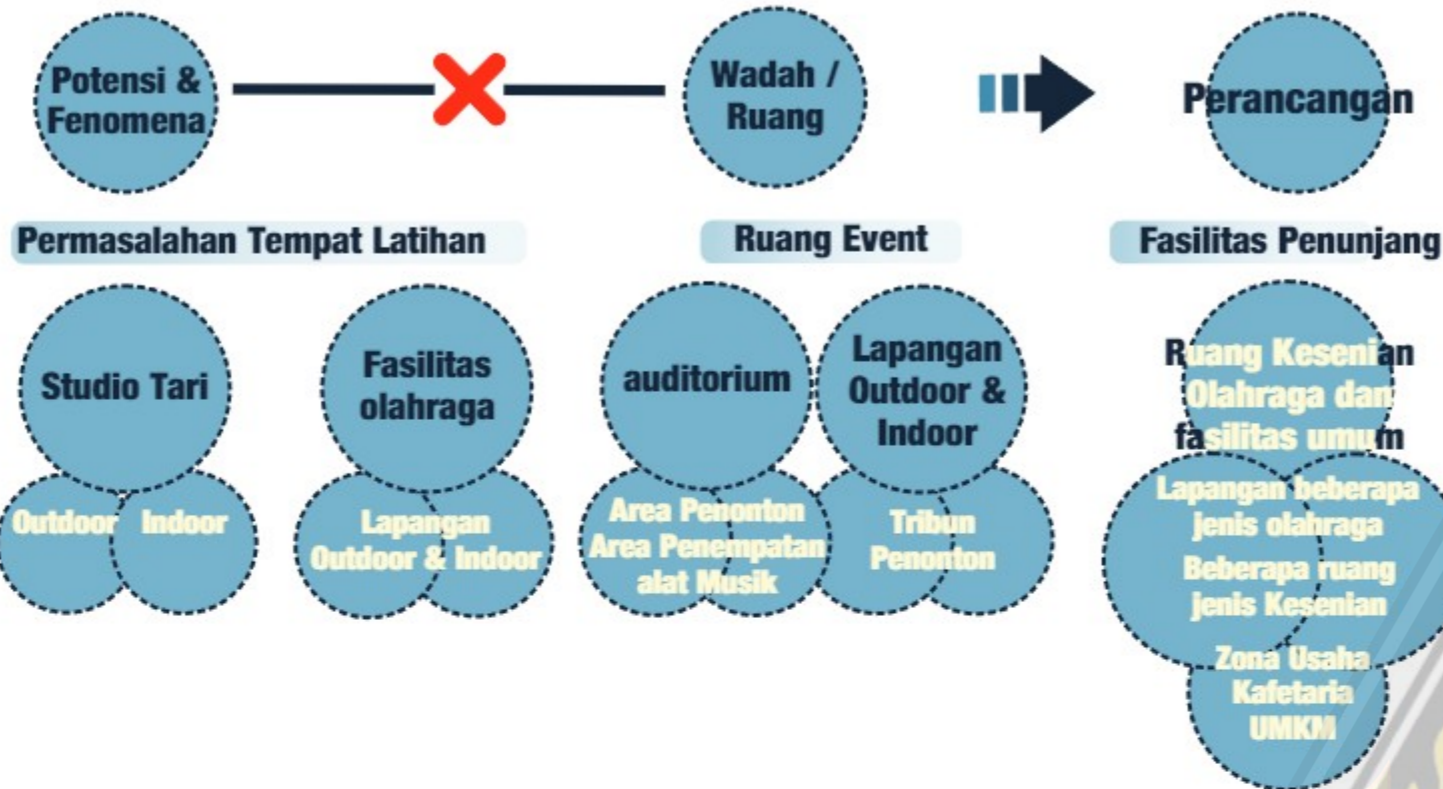 Potensi &
Fenomena
Wadah /
Ruang
Perancangan
Permasalahan Tempat Latihan
Ruang Event
Fasilitas Penunjang
Studio Tari
Outdoor
Indoor
Fasilitas
olahraga
Lapangan
Outdoor & Indoor
auditorium
Area Penonton
Area Penempatan
alat Musik
Lapangan
Outdoor &
Indoor
Tribun
Penonton
Ruang Kesenian
Olahraga dan
fasilitas umum
Lapangan beberapa
jenis olahraga
Beberapa ruang
jenis Kesenian
Zona Usaha
Kafetaria
UMKM